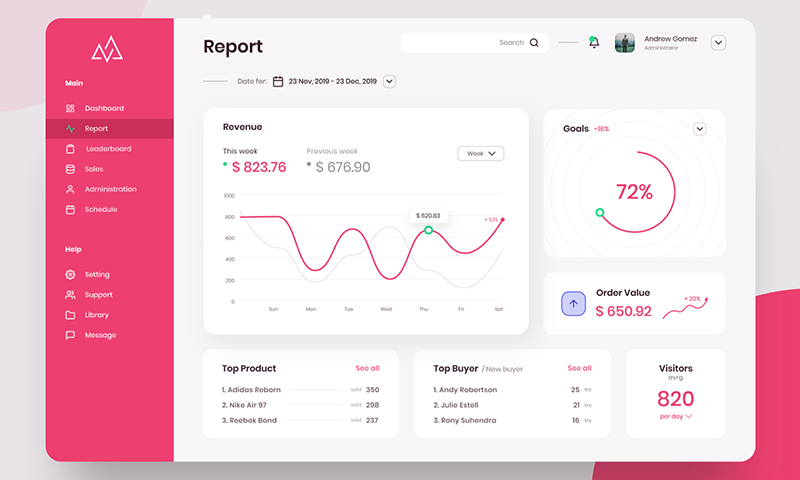 Main
Dashboard
Report
Leaderboard
Sales
Administration
Schedule
Help
Setting
Support
Library
Message
Report
Search
Andrew Gomez
Administrator
Date for: 23 Nov, 2019 - 23 Dec, 2019
Revenue
This week
$ 823.76
Previous week
$ 676.90
Week
1000
800
600
400
200
0
$ 620.83
+ 53%
Sun Mon Tue Wed Thu Fri Sat
Goals -16%
72%
Order Value
$ 650.92
+ 20%
Top Product See all
1. Adidas Reborn sold 350
2. Nike Air 97 sold 298
3. Reebok Bond sold 237
Top Buyer / New buyer See all
1. Andy Robertson 25 trs
2. Julie Estell 21 trs
3. Rony Suhendra 16 trs
Visitors
avrg
820
per day